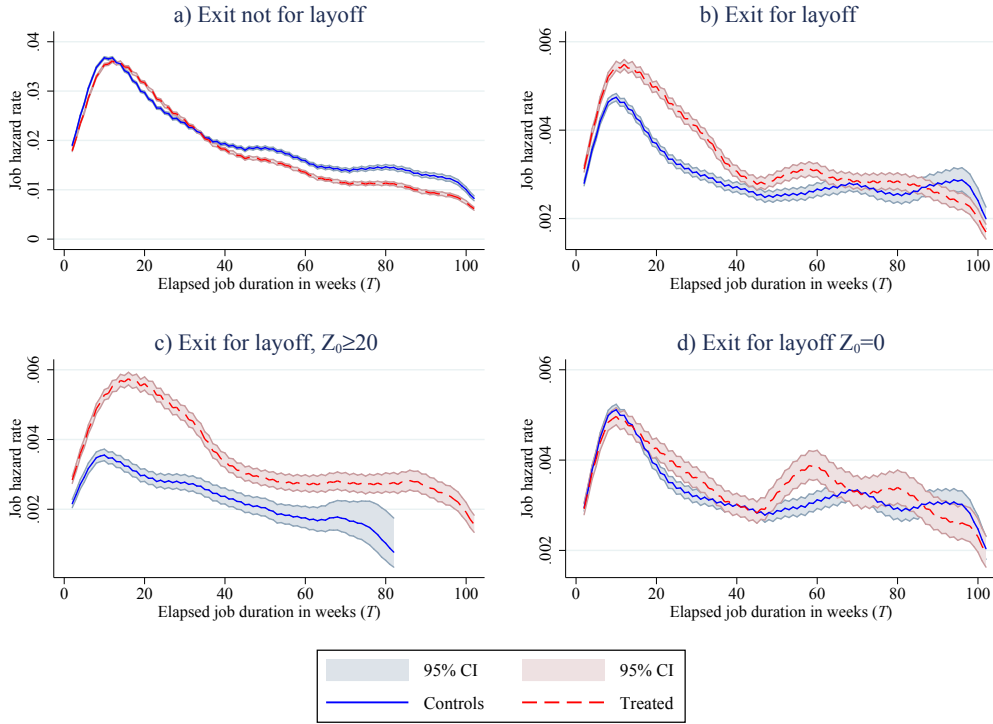 a) Exit not for layoff
Job hazard rate
0 .01 .02 .03 .04
0 20 40 60 80 100
Elapsed job duration in weeks (T)
b) Exit for layoff
Job hazard rate
.002 .004 .006
0 20 40 60 80 100
Elapsed job duration in weeks (T)
c) Exit for layoff, Z₀≥20
Job hazard rate
.002 .004 .006
0 20 40 60 80 100
Elapsed job duration in weeks (T)
d) Exit for layoff Z₀=0
Job hazard rate
.002 .004 .006
0 20 40 60 80 100
Elapsed job duration in weeks (T)
95% CI 95% CI
Controls Treated